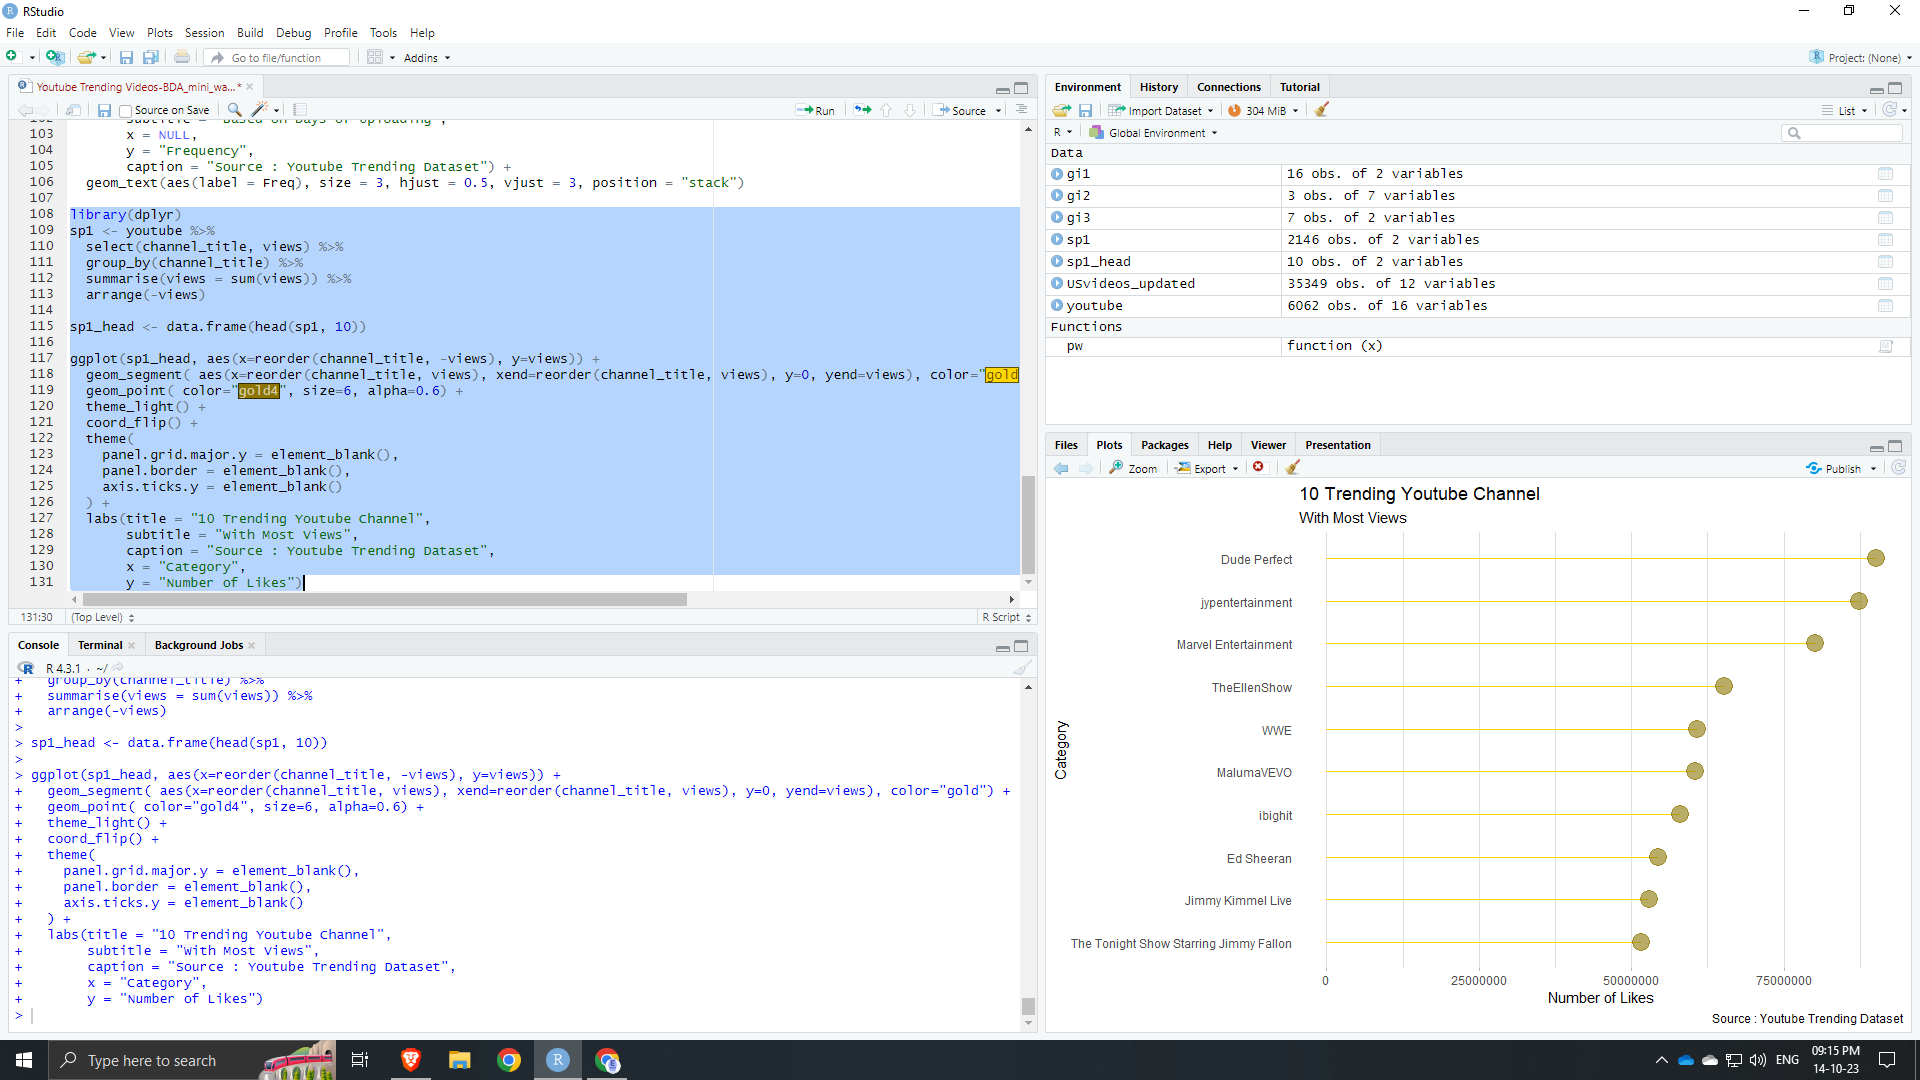 RStudio
File Edit Code View Plots Session Build Debug Profile Tools Help
Go to file/function Addins Project: (None)
Youtube Trending Videos-BDA_mini_wa...*
Source on Save Run Source
102 subtitle = "Based on Days of Uploading",
103 x = NULL,
104 y = "Frequency",
105 caption = "Source : Youtube Trending Dataset") +
106 geom_text(aes(label = Freq), size = 3, hjust = 0.5, vjust = 3, position = "stack")
107
108 library(dplyr)
109 sp1 <- youtube %>%
110 select(channel_title, views) %>%
111 group_by(channel_title) %>%
112 summarise(views = sum(views)) %>%
113 arrange(-views)
114
115 sp1_head <- data.frame(head(sp1, 10))
116
117 ggplot(sp1_head, aes(x=reorder(channel_title, -views), y=views)) +
118 geom_segment( aes(x=reorder(channel_title, views), xend=reorder(channel_title, views), y=0, yend=views), color="gold
119 geom_point( color="gold4", size=6, alpha=0.6) +
120 theme_light() +
121 coord_flip() +
122 theme(
123 panel.grid.major.y = element_blank(),
124 panel.border = element_blank(),
125 axis.ticks.y = element_blank()
126 ) +
127 labs(title = "10 Trending Youtube Channel",
128 subtitle = "With Most Views",
129 caption = "Source : Youtube Trending Dataset",
130 x = "Category",
131 y = "Number of Likes")
131:30 (Top Level) R Script
Console Terminal Background Jobs
R R 4.3.1 · ~/
+ group_by(channel_title) %>%
+ summarise(views = sum(views)) %>%
+ arrange(-views)
>
> sp1_head <- data.frame(head(sp1, 10))
>
> ggplot(sp1_head, aes(x=reorder(channel_title, -views), y=views)) +
+ geom_segment( aes(x=reorder(channel_title, views), xend=reorder(channel_title, views), y=0, yend=views), color="gold") +
+ geom_point( color="gold4", size=6, alpha=0.6) +
+ theme_light() +
+ coord_flip() +
+ theme(
+ panel.grid.major.y = element_blank(),
+ panel.border = element_blank(),
+ axis.ticks.y = element_blank()
+ ) +
+ labs(title = "10 Trending Youtube Channel",
+ subtitle = "With Most Views",
+ caption = "Source : Youtube Trending Dataset",
+ x = "Category",
+ y = "Number of Likes")
>
Environment History Connections Tutorial
Import Dataset 304 MiB List
R Global Environment
Data
gi1 16 obs. of 2 variables
gi2 3 obs. of 7 variables
gi3 7 obs. of 2 variables
sp1 2146 obs. of 2 variables
sp1_head 10 obs. of 2 variables
USvideos_updated 35349 obs. of 12 variables
youtube 6062 obs. of 16 variables
Functions
pw function (x)
Files Plots Packages Help Viewer Presentation
Zoom Export Publish
10 Trending Youtube Channel
With Most Views
Dude Perfect
jypentertainment
Marvel Entertainment
TheEllenShow
WWE
MalumaVEVO
ibighit
Ed Sheeran
Jimmy Kimmel Live
The Tonight Show Starring Jimmy Fallon
Category
0 25000000 50000000 75000000
Number of Likes
Source : Youtube Trending Dataset
Type here to search
ENG
09:15 PM
14-10-23